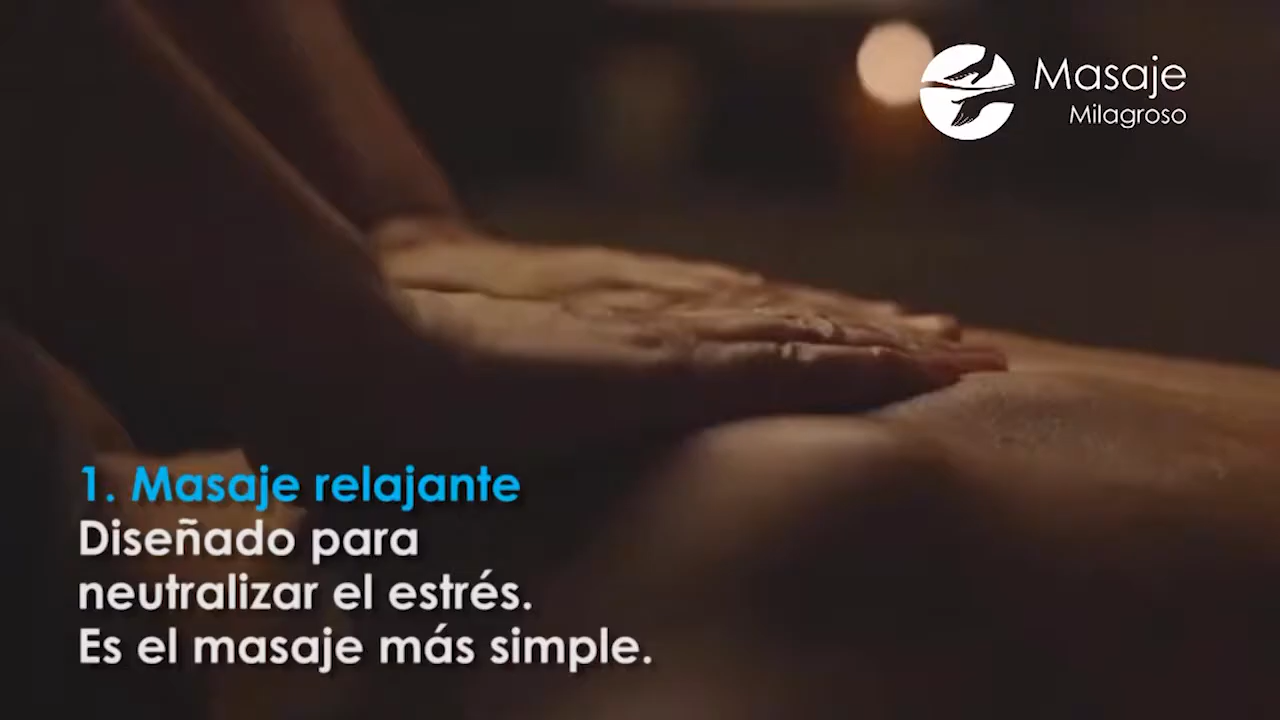 Masaje
Milagroso
1. Masaje relajante
Diseñado para
neutralizar el estrés.
Es el masaje más simple.